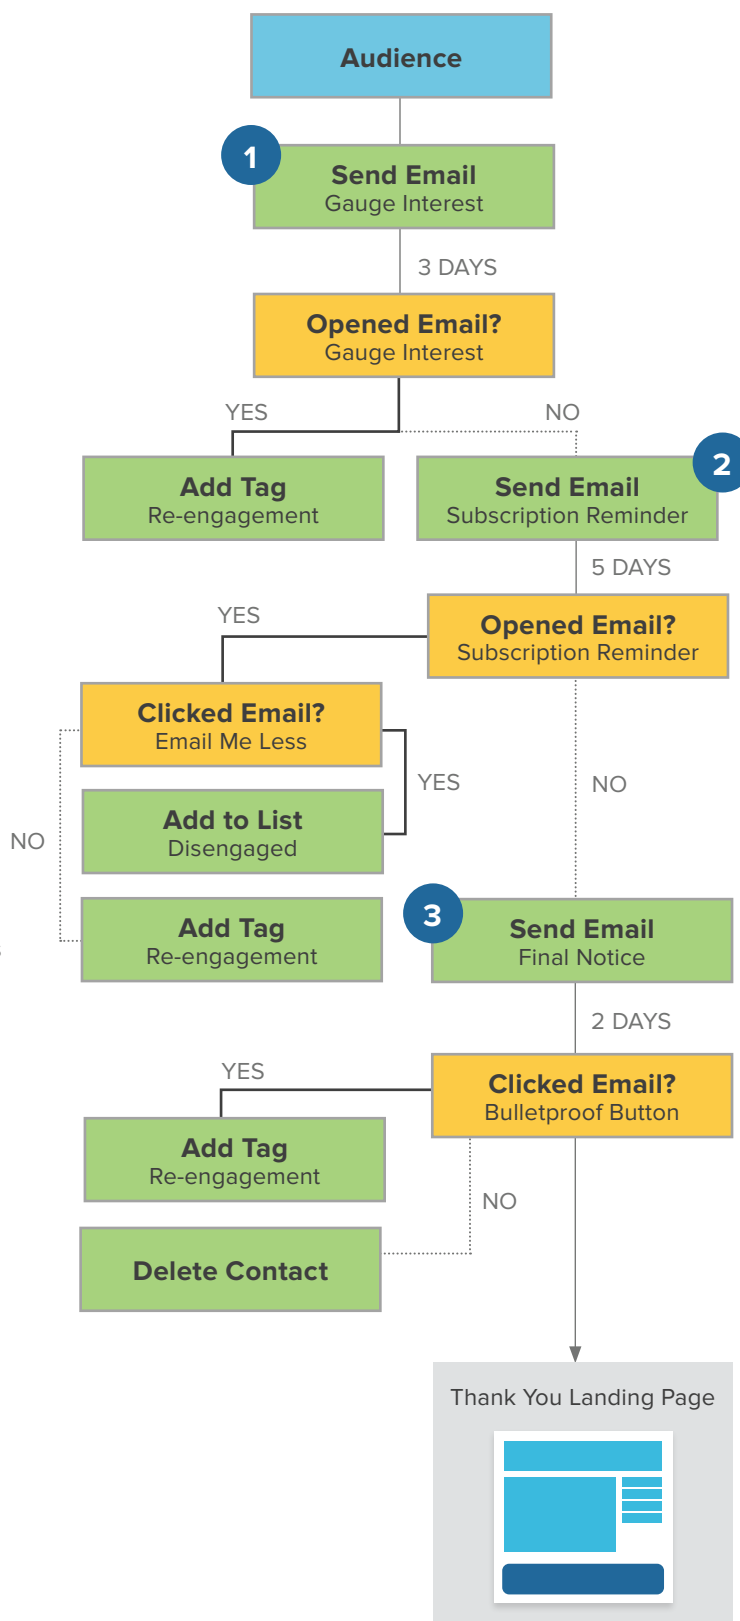 Audience
1
Send Email
Gauge Interest
3 DAYS
Opened Email?
Gauge Interest
YES
NO
Add Tag
Re-engagement
2
Send Email
Subscription Reminder
5 DAYS
YES
Opened Email?
Subscription Reminder
Clicked Email?
Email Me Less
YES
NO
Add to List
Disengaged
NO
Add Tag
Re-engagement
3
Send Email
Final Notice
2 DAYS
YES
Clicked Email?
Bulletproof Button
Add Tag
Re-engagement
NO
Delete Contact
Thank You Landing Page